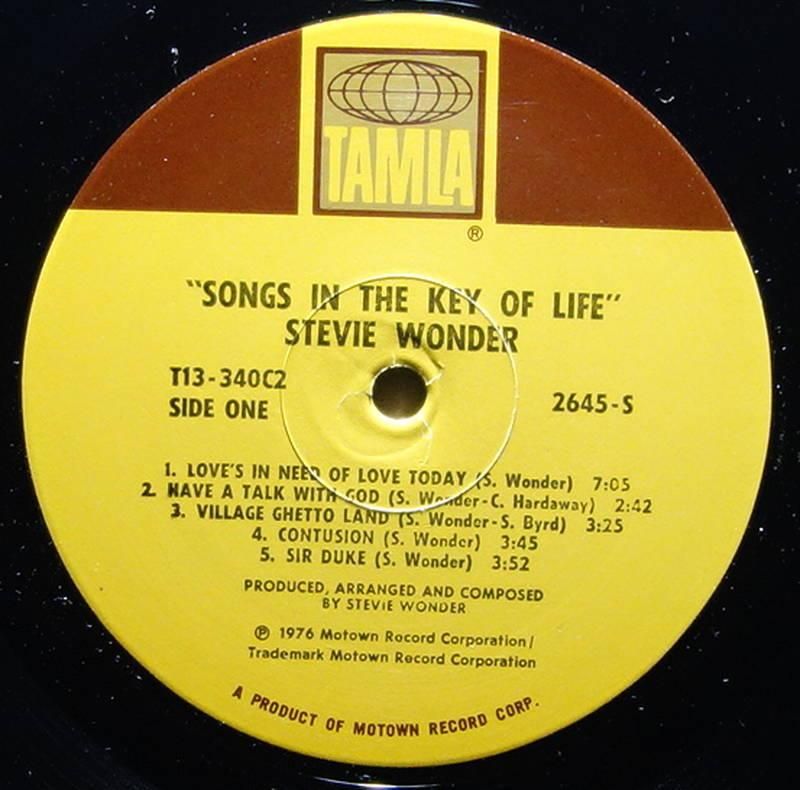 TAMLA
®
"SONGS IN THE KEY OF LIFE"
STEVIE WONDER
T13-340C2
SIDE ONE
2645-S
1. LOVE'S IN NEED OF LOVE TODAY (S. Wonder) 7:05
2. HAVE A TALK WITH GOD (S. Wonder-C. Hardaway) 2:42
3. VILLAGE GHETTO LAND (S. Wonder-S. Byrd) 3:25
4. CONTUSION (S. Wonder) 3:45
5. SIR DUKE (S. Wonder) 3:52
PRODUCED, ARRANGED AND COMPOSED
BY STEVIE WONDER
℗ 1976 Motown Record Corporation/
Trademark Motown Record Corporation
A PRODUCT OF MOTOWN RECORD CORP.